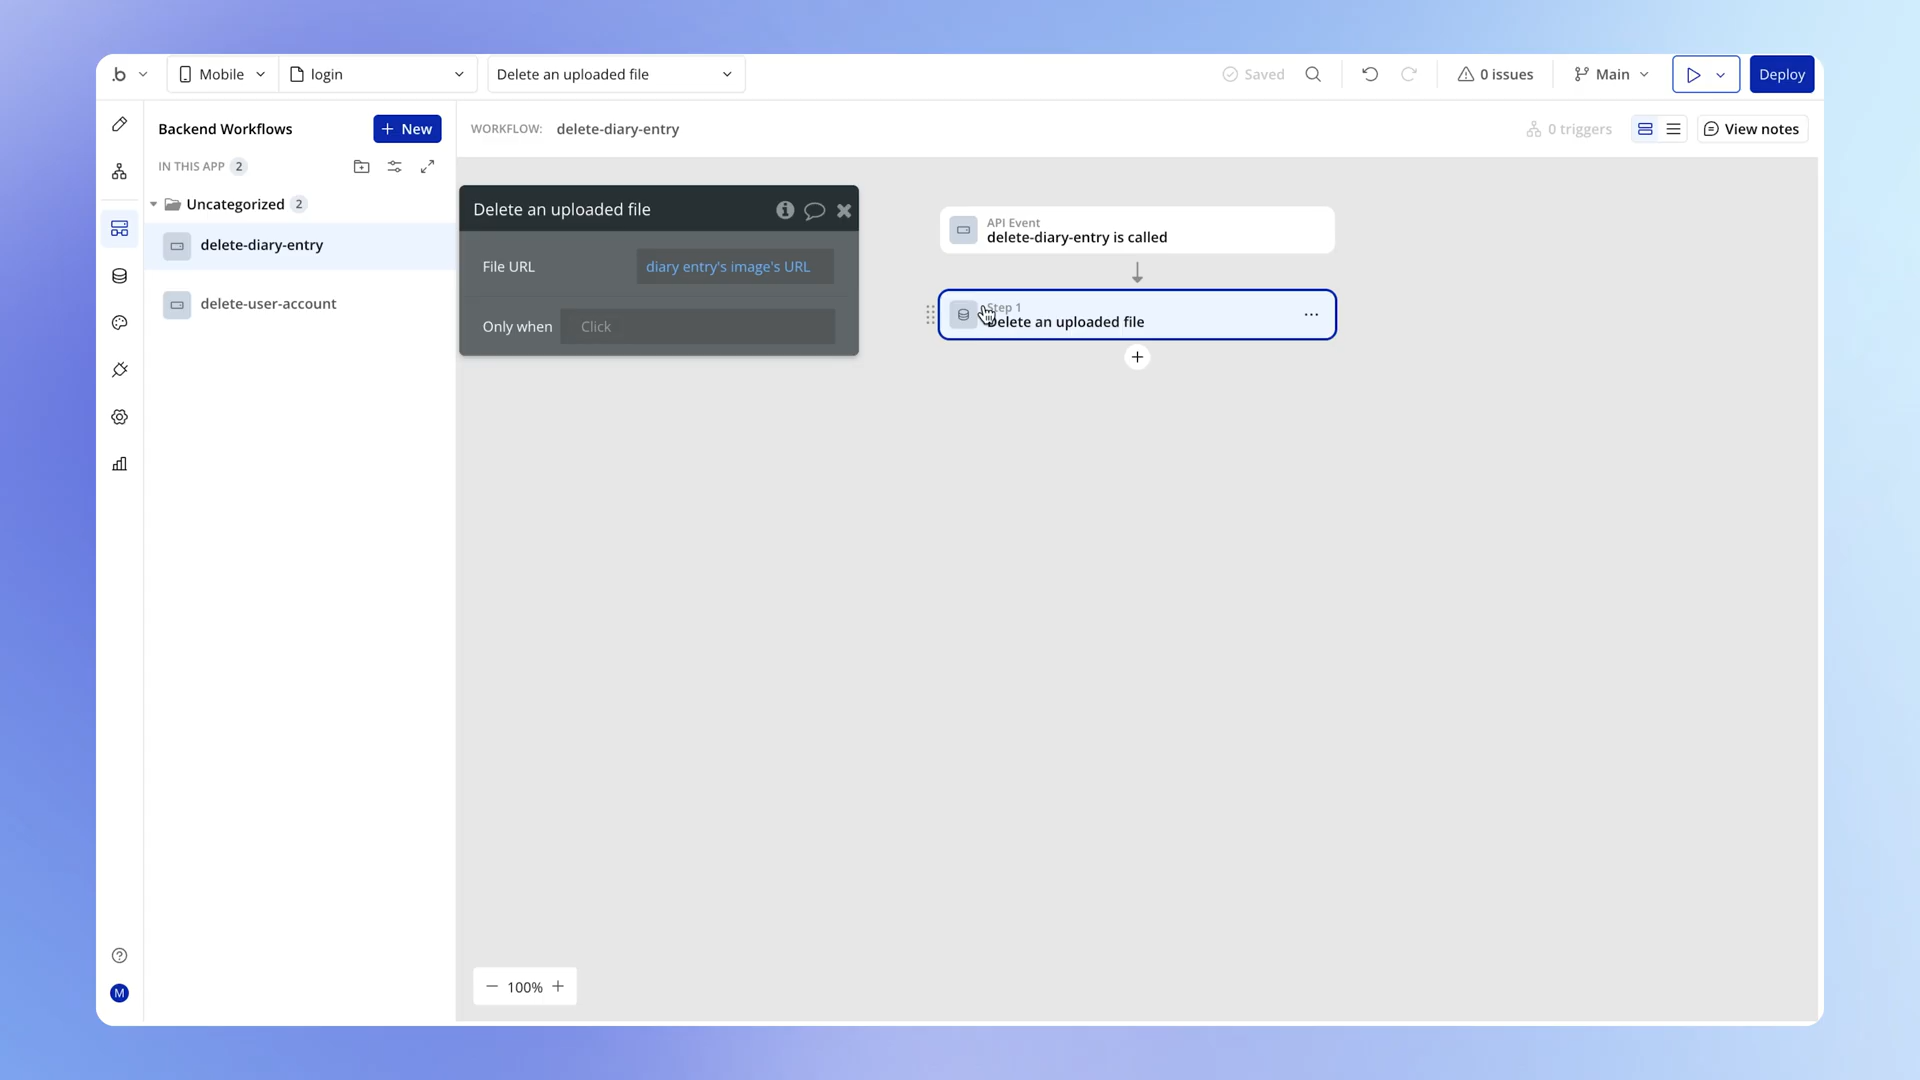 .b
Mobile
login
Delete an uploaded file
Saved
0 issues
Main
Deploy
Backend Workflows
+ New
WORKFLOW: delete-diary-entry
0 triggers
View notes
IN THIS APP 2
Uncategorized 2
delete-diary-entry
delete-user-account
Delete an uploaded file
File URL
diary entry's image's URL
Only when
Click
API Event
delete-diary-entry is called
Step 1
Delete an uploaded file
100%
M